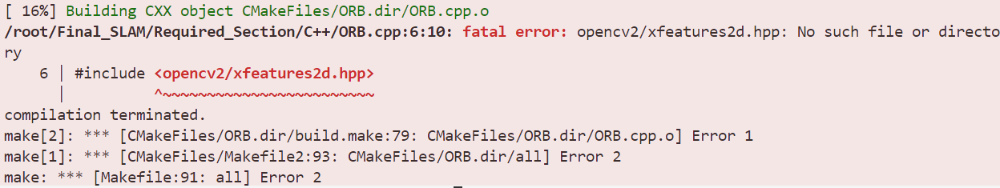 [ 16%] Building CXX object CMakeFiles/ORB.dir/ORB.cpp.o
/root/Final_SLAM/Required_Section/C++/ORB.cpp:6:10: fatal error: opencv2/xfeatures2d.hpp: No such file or directo
ry
    6 | #include <opencv2/xfeatures2d.hpp>
      |          ^~~~~~~~~~~~~~~~~~~~~~~~~
compilation terminated.
make[2]: *** [CMakeFiles/ORB.dir/build.make:79: CMakeFiles/ORB.dir/ORB.cpp.o] Error 1
make[1]: *** [CMakeFiles/Makefile2:93: CMakeFiles/ORB.dir/all] Error 2
make: *** [Makefile:91: all] Error 2